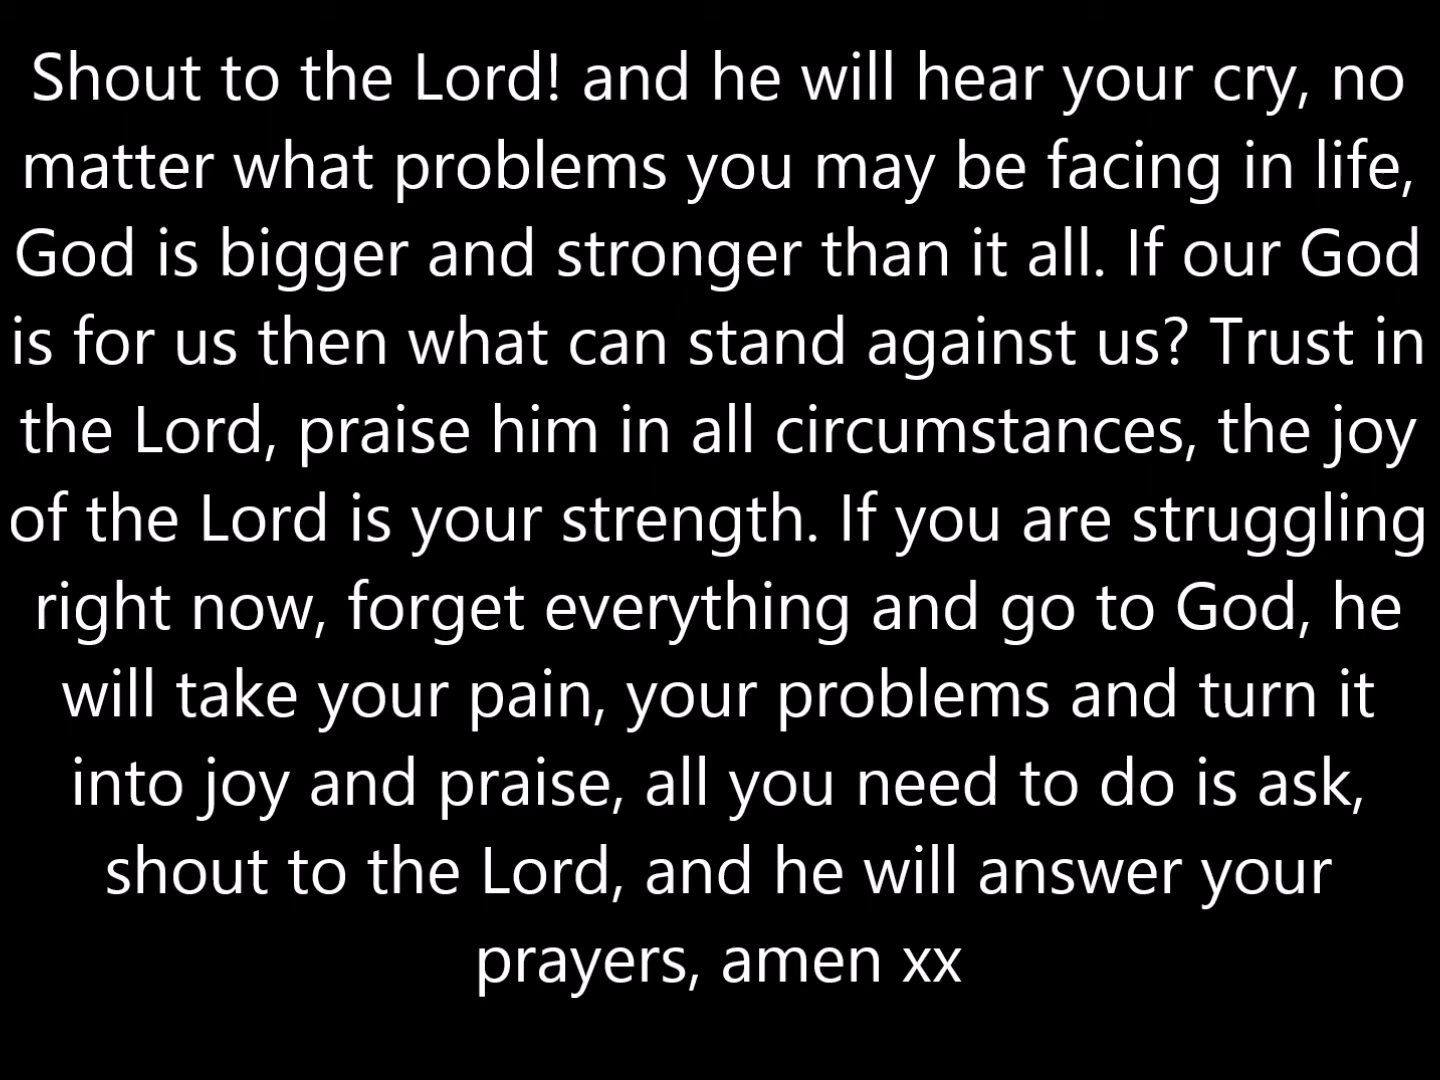 Shout to the Lord! and he will hear your cry, no
matter what problems you may be facing in life,
God is bigger and stronger than it all. If our God
is for us then what can stand against us? Trust in
the Lord, praise him in all circumstances, the joy
of the Lord is your strength. If you are struggling
right now, forget everything and go to God, he
will take your pain, your problems and turn it
into joy and praise, all you need to do is ask,
shout to the Lord, and he will answer your
prayers, amen xx